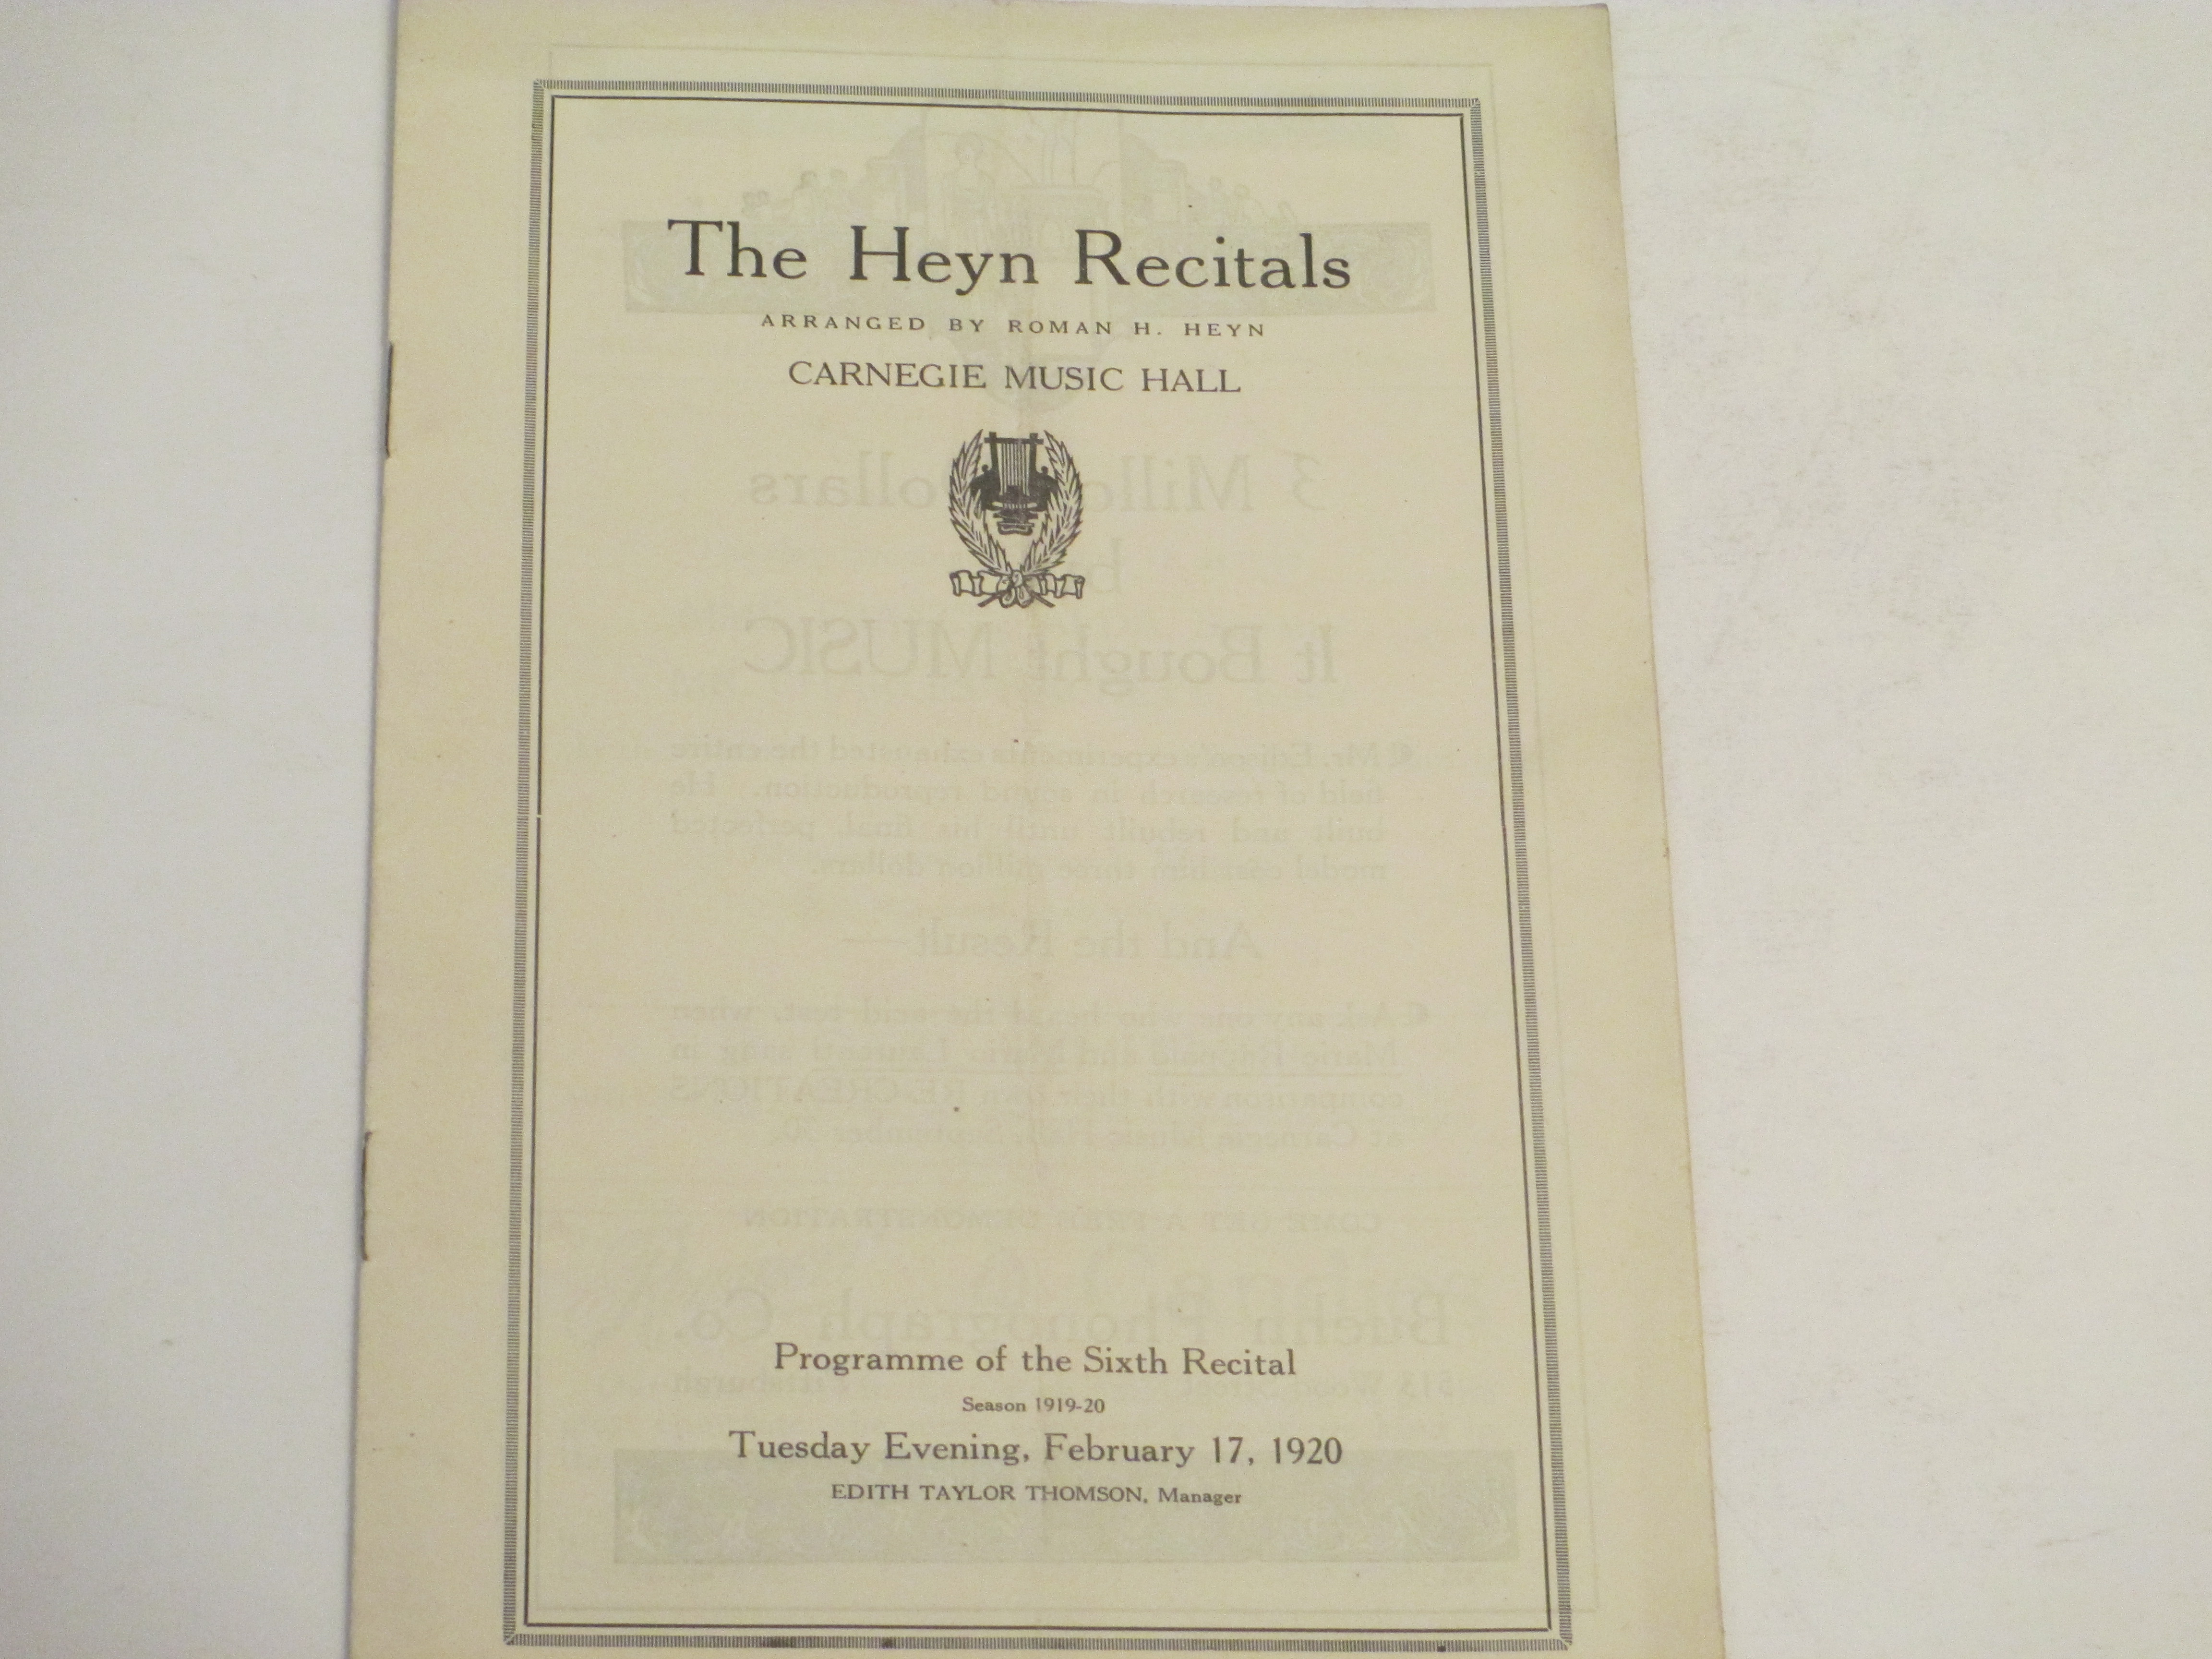 The Heyn Recitals
ARRANGED BY ROMAN H. HEYN
CARNEGIE MUSIC HALL
Programme of the Sixth Recital
Season 1919-20
Tuesday Evening, February 17, 1920
EDITH TAYLOR THOMSON, Manager